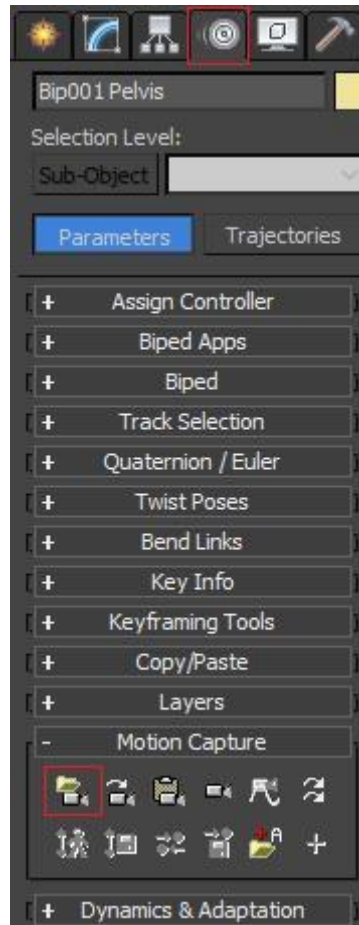 Bip001 Pelvis
Selection Level:
Sub-Object
Parameters Trajectories
+ Assign Controller
+ Biped Apps
+ Biped
+ Track Selection
+ Quaternion / Euler
+ Twist Poses
+ Bend Links
+ Key Info
+ Keyframing Tools
+ Copy/Paste
+ Layers
- Motion Capture
A
+ Dynamics & Adaptation